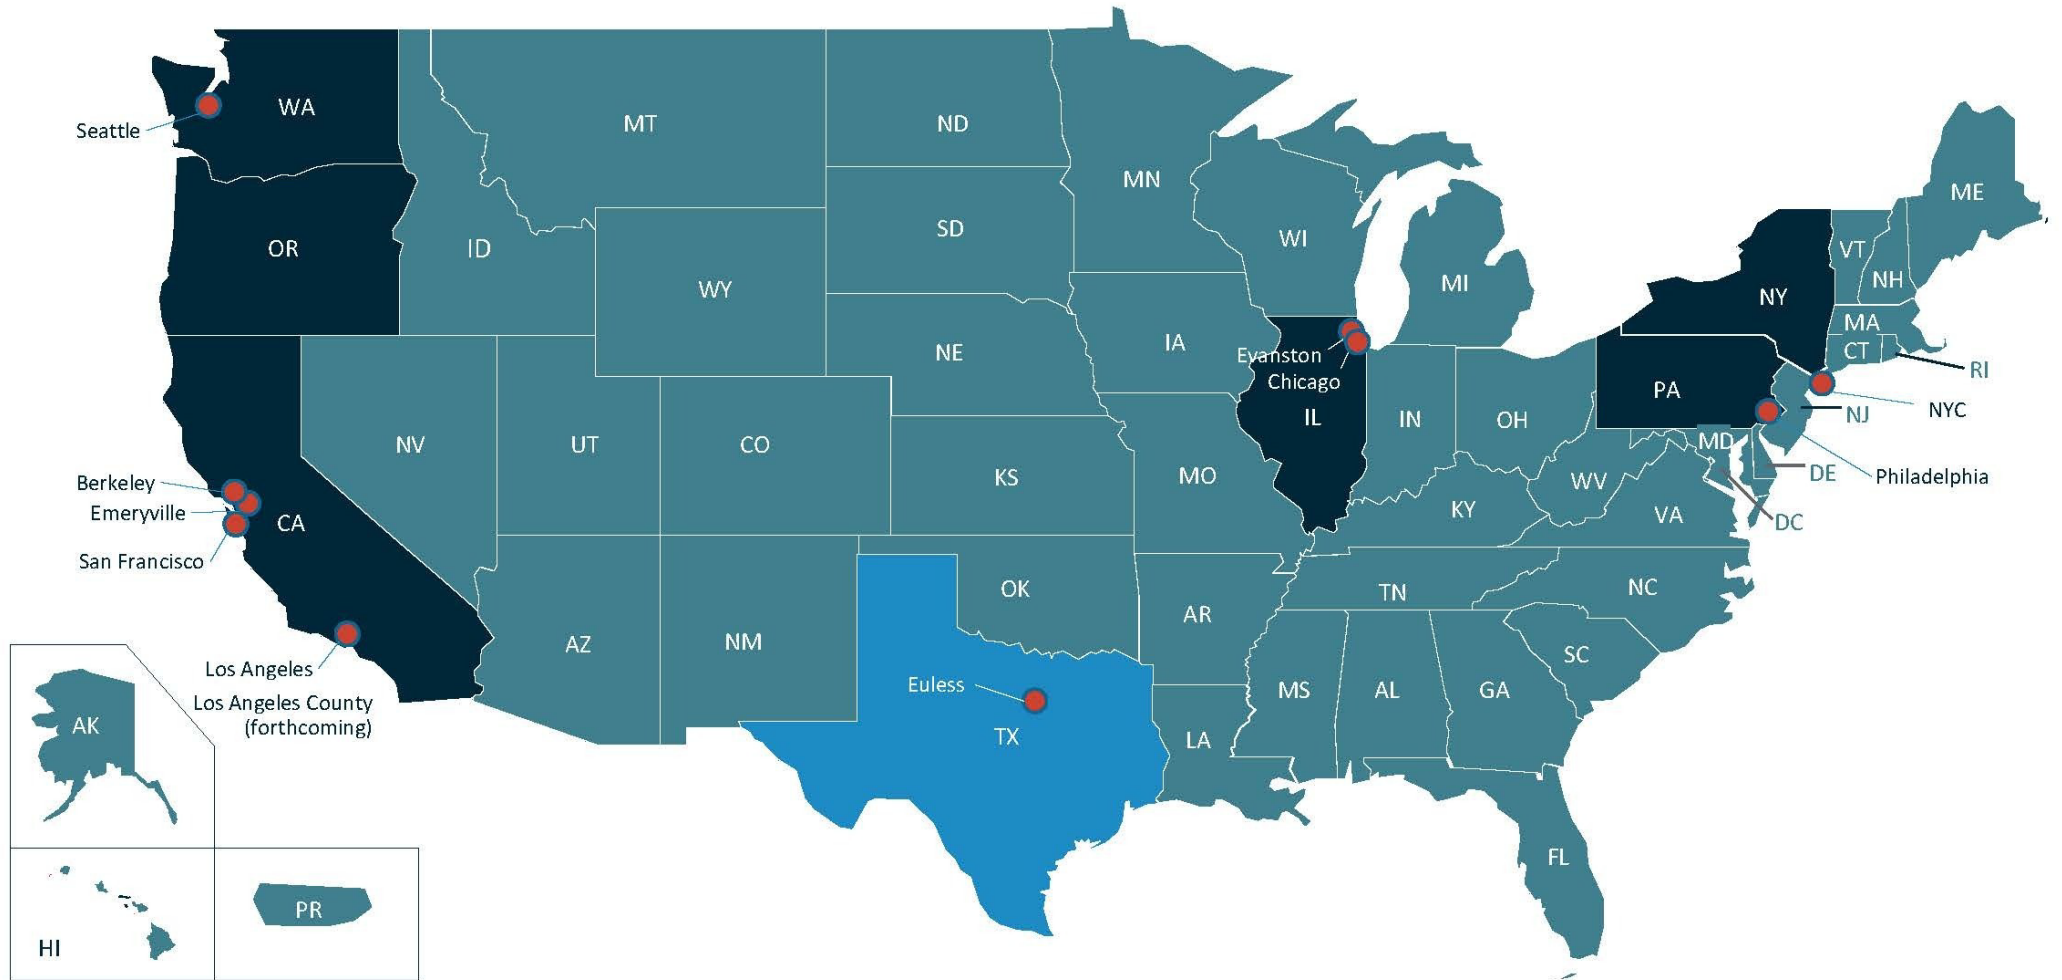 WA
Seattle
MT
ND
MN
ME
OR
ID
SD
WI
VT
NH
WY
MI
NY
MA
CT
RI
IA
NE
Evanston
Chicago
IL
IN
OH
PA
NJ
NYC
NV
UT
CO
KS
MO
MD
WV
DE
Philadelphia
Berkeley
Emeryville
San Francisco
CA
KY
VA
DC
OK
AR
TN
NC
AZ
NM
SC
Los Angeles
Los Angeles County
(forthcoming)
Euless
TX
LA
MS
AL
GA
AK
FL
HI
PR